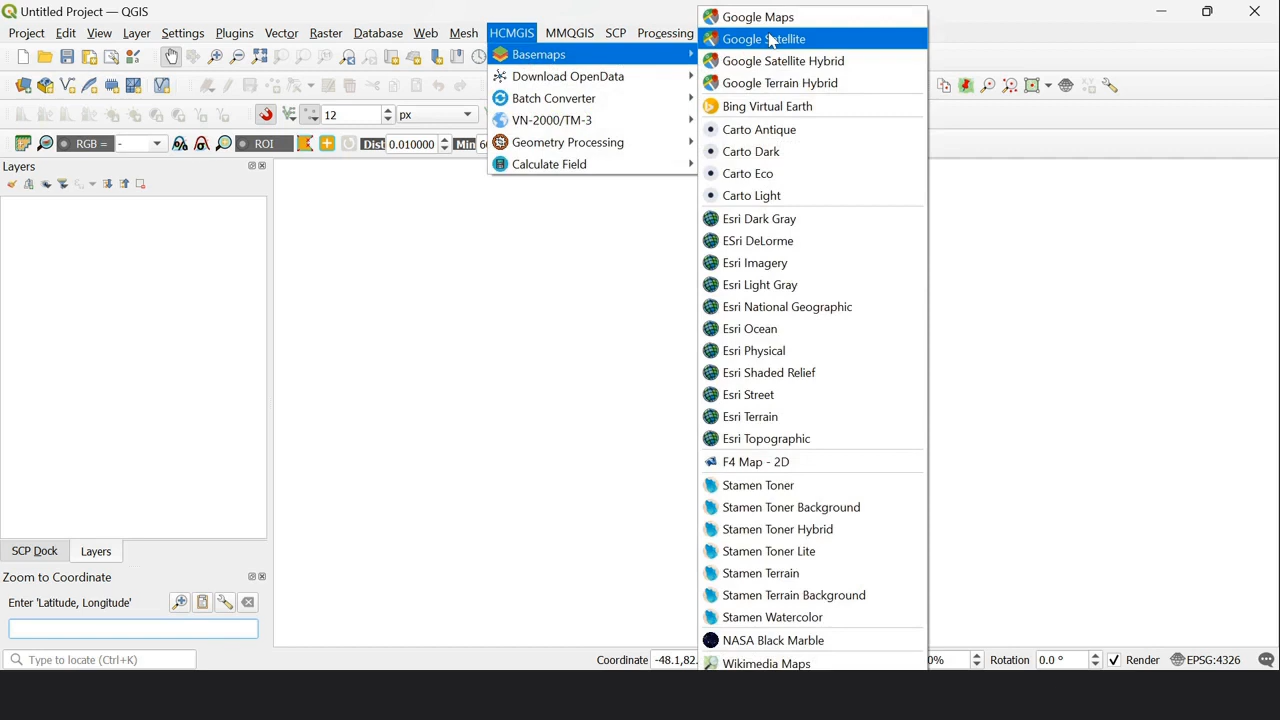 Untitled Project — QGIS
Project Edit View Layer Settings Plugins Vector Raster Database Web Mesh HCMGIS MMQGIS SCP Processing
12 px
RGB = - ROI Dist 0.010000 Min
Layers
SCP Dock Layers
Zoom to Coordinate
Enter 'Latitude, Longitude'
Type to locate (Ctrl+K)
Basemaps
Download OpenData
Batch Converter
VN-2000/TM-3
Geometry Processing
Calculate Field
Google Maps
Google Satellite
Google Satellite Hybrid
Google Terrain Hybrid
Bing Virtual Earth
Carto Antique
Carto Dark
Carto Eco
Carto Light
Esri Dark Gray
ESri DeLorme
Esri Imagery
Esri Light Gray
Esri National Geographic
Esri Ocean
Esri Physical
Esri Shaded Relief
Esri Street
Esri Terrain
Esri Topographic
F4 Map - 2D
Stamen Toner
Stamen Toner Background
Stamen Toner Hybrid
Stamen Toner Lite
Stamen Terrain
Stamen Terrain Background
Stamen Watercolor
NASA Black Marble
Wikimedia Maps
Coordinate -48.1,82. 0% Rotation 0.0 ° Render EPSG:4326